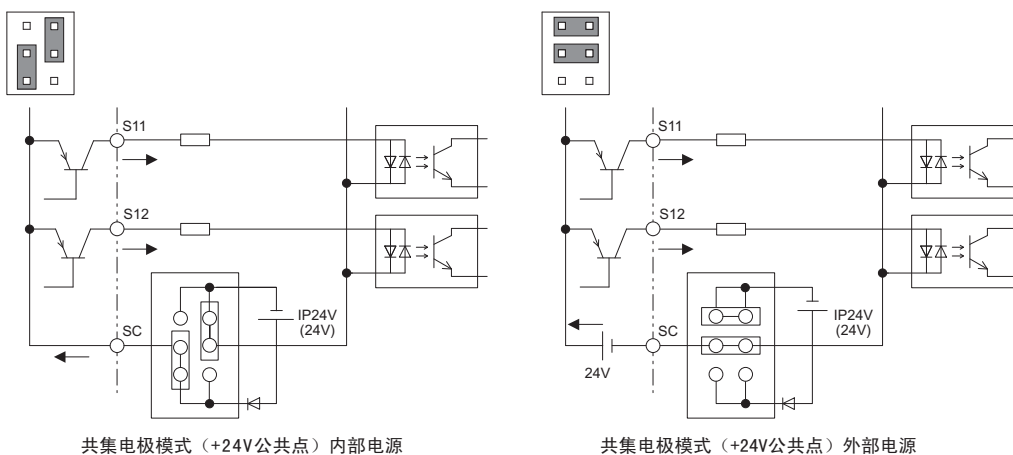 S11
S12
SC
IP24V
(24V)
共集电极模式（+24V公共点）内部电源
S11
S12
SC
24V
IP24V
(24V)
共集电极模式（+24V公共点）外部电源